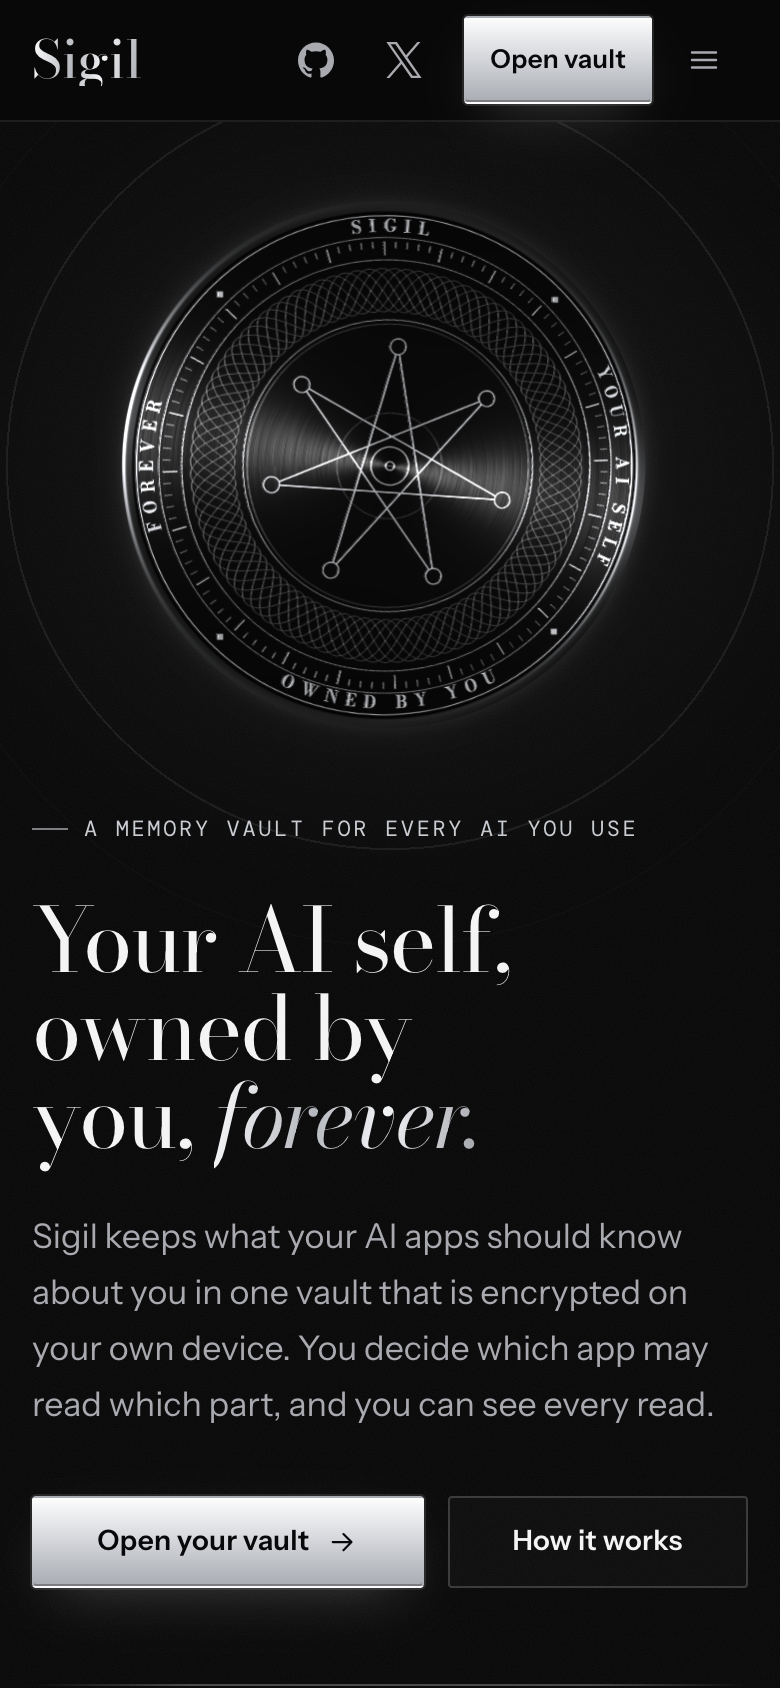 Sigil
Open vault
SIGIL
YOUR AI SELF
OWNED BY YOU
FOREVER
A MEMORY VAULT FOR EVERY AI YOU USE
Your AI self,
owned by
you, forever.
Sigil keeps what your AI apps should know
about you in one vault that is encrypted on
your own device. You decide which app may
read which part, and you can see every read.
Open your vault →
How it works